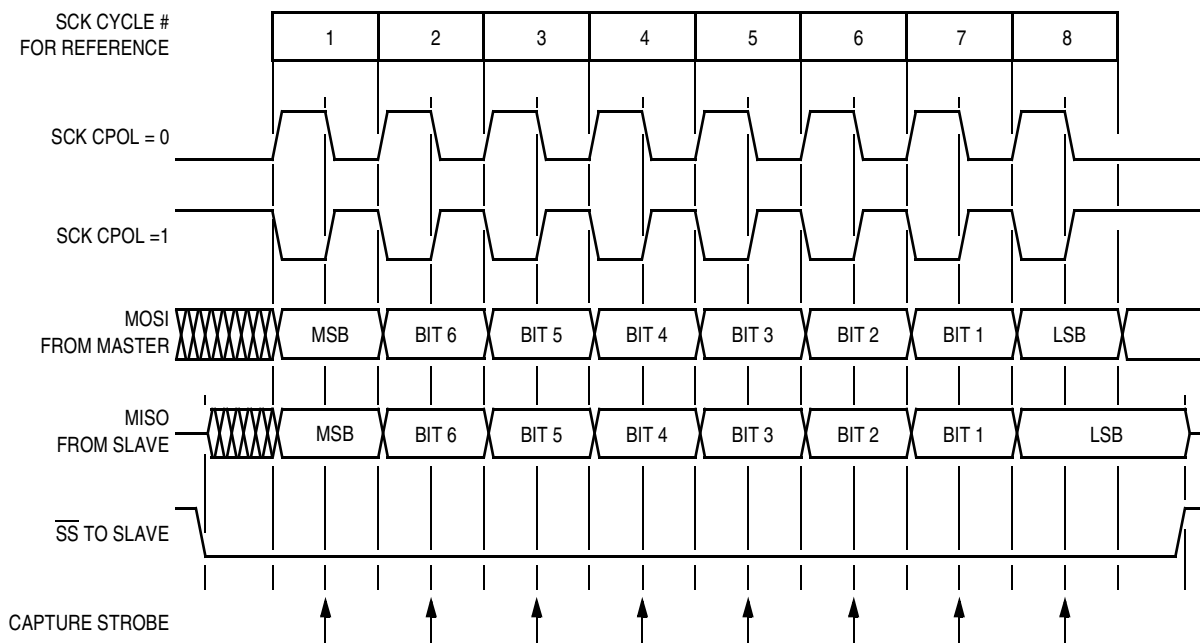 SCK CYCLE #
FOR REFERENCE
1 2 3 4 5 6 7 8
SCK CPOL = 0
SCK CPOL =1
MOSI
FROM MASTER
MSB BIT 6 BIT 5 BIT 4 BIT 3 BIT 2 BIT 1 LSB
MISO
FROM SLAVE
MSB BIT 6 BIT 5 BIT 4 BIT 3 BIT 2 BIT 1 LSB
SS TO SLAVE
CAPTURE STROBE